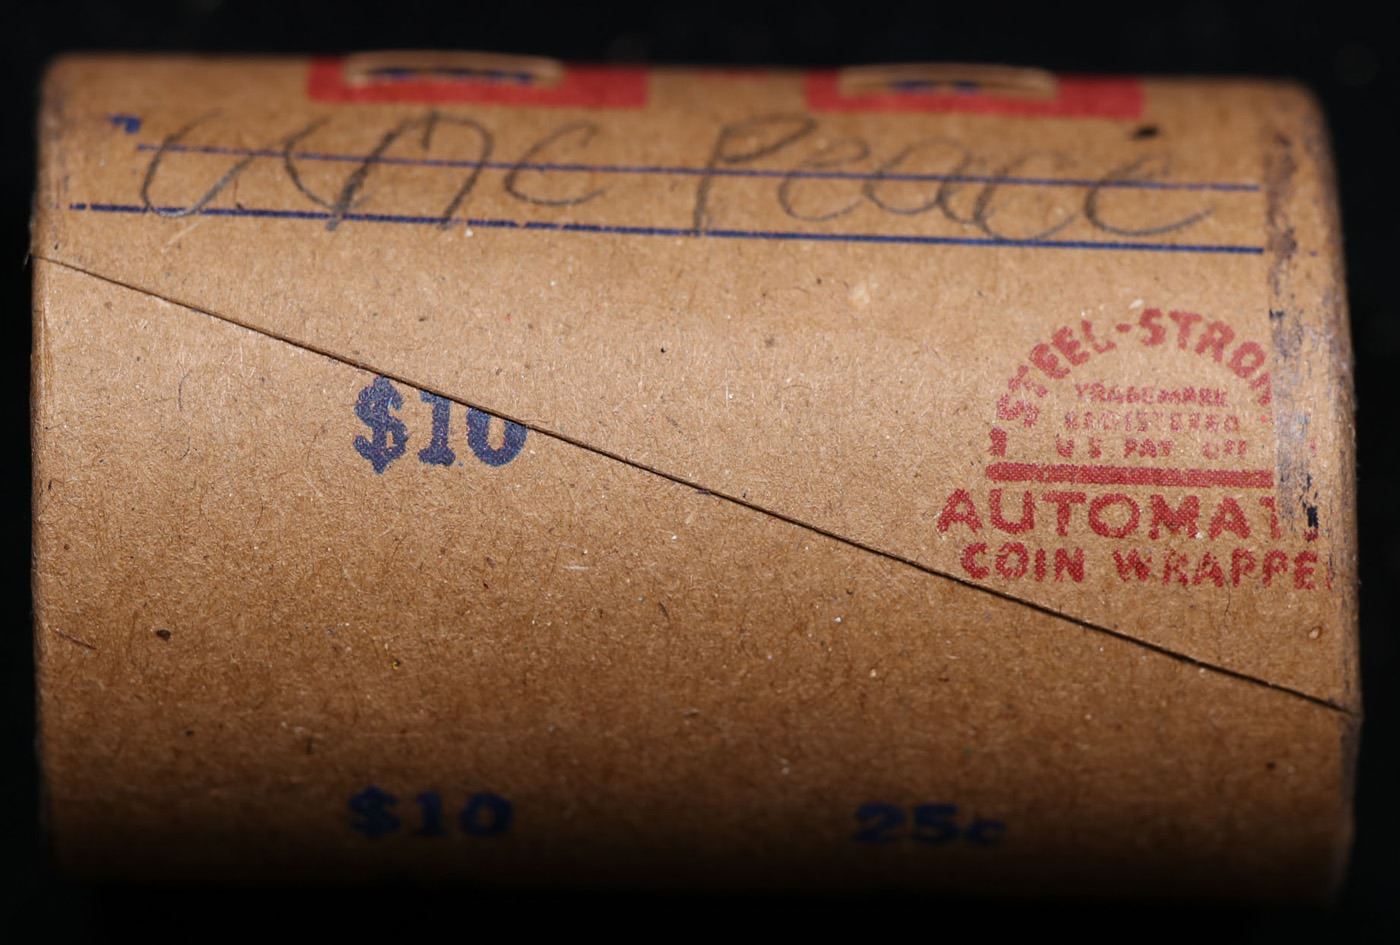 Unc Peace
$10
STEEL-STRON
TRADEMARK
REGISTERED
U S PAT OFF
AUTOMAT
COIN WRAPPE
$10 25c